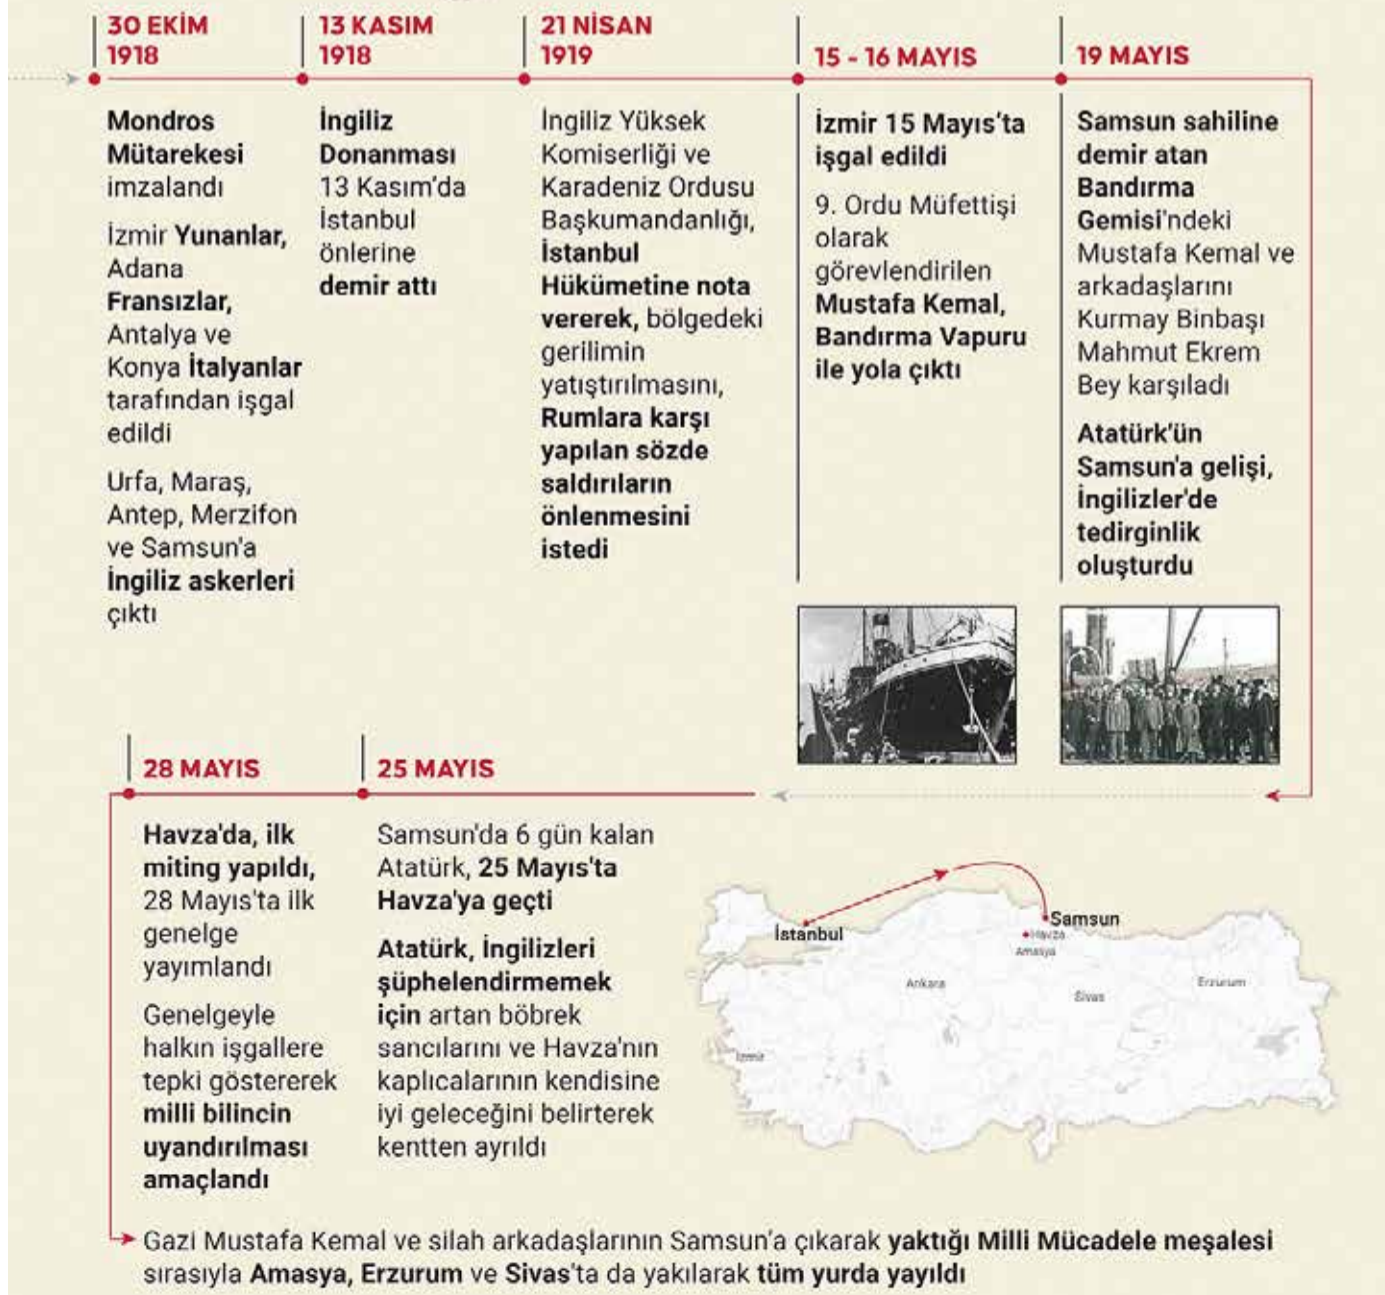 30 EKİM
1918
Mondros
Mütarekesi
imzalandı
İzmir Yunanlar,
Adana
Fransızlar,
Antalya ve
Konya İtalyanlar
tarafından işgal
edildi
Urfa, Maraş,
Antep, Merzifon
ve Samsun'a
İngiliz askerleri
çıktı
13 KASIM
1918
İngiliz
Donanması
13 Kasım'da
İstanbul
önlerine
demir attı
21 NİSAN
1919
İngiliz Yüksek
Komiserliği ve
Karadeniz Ordusu
Başkumandanlığı,
İstanbul
Hükümetine nota
vererek, bölgedeki
gerilimin
yatıştırılmasını,
Rumlara karşı
yapılan sözde
saldırıların
önlenmesini
istedi
15 - 16 MAYIS
İzmir 15 Mayıs'ta
işgal edildi
9. Ordu Müfettişi
olarak
görevlendirilen
Mustafa Kemal,
Bandırma Vapuru
ile yola çıktı
19 MAYIS
Samsun sahiline
demir atan
Bandırma
Gemisi'ndeki
Mustafa Kemal ve
arkadaşlarını
Kurmay Binbaşı
Mahmut Ekrem
Bey karşıladı
Atatürk'ün
Samsun'a gelişi,
İngilizler'de
tedirginlik
oluşturdu
28 MAYIS
Havza'da, ilk
miting yapıldı,
28 Mayıs'ta ilk
genelge
yayımlandı
Genelgeyle
halkın işgallere
tepki göstererek
milli bilincin
uyandırılması
amaçlandı
25 MAYIS
Samsun'da 6 gün kalan
Atatürk, 25 Mayıs'ta
Havza'ya geçti
Atatürk, İngilizleri
şüphelendirmemek
için artan böbrek
sancılarını ve Havza'nın
kaplıcalarının kendisine
iyi geleceğini belirterek
kentten ayrıldı
Samsun
İstanbul
Havza
Amasya
Ankara
Sivas
Erzurum
İzmir
Gazi Mustafa Kemal ve silah arkadaşlarının Samsun'a çıkarak yaktığı Milli Mücadele meşalesi
sırasıyla Amasya, Erzurum ve Sivas'ta da yakılarak tüm yurda yayıldı